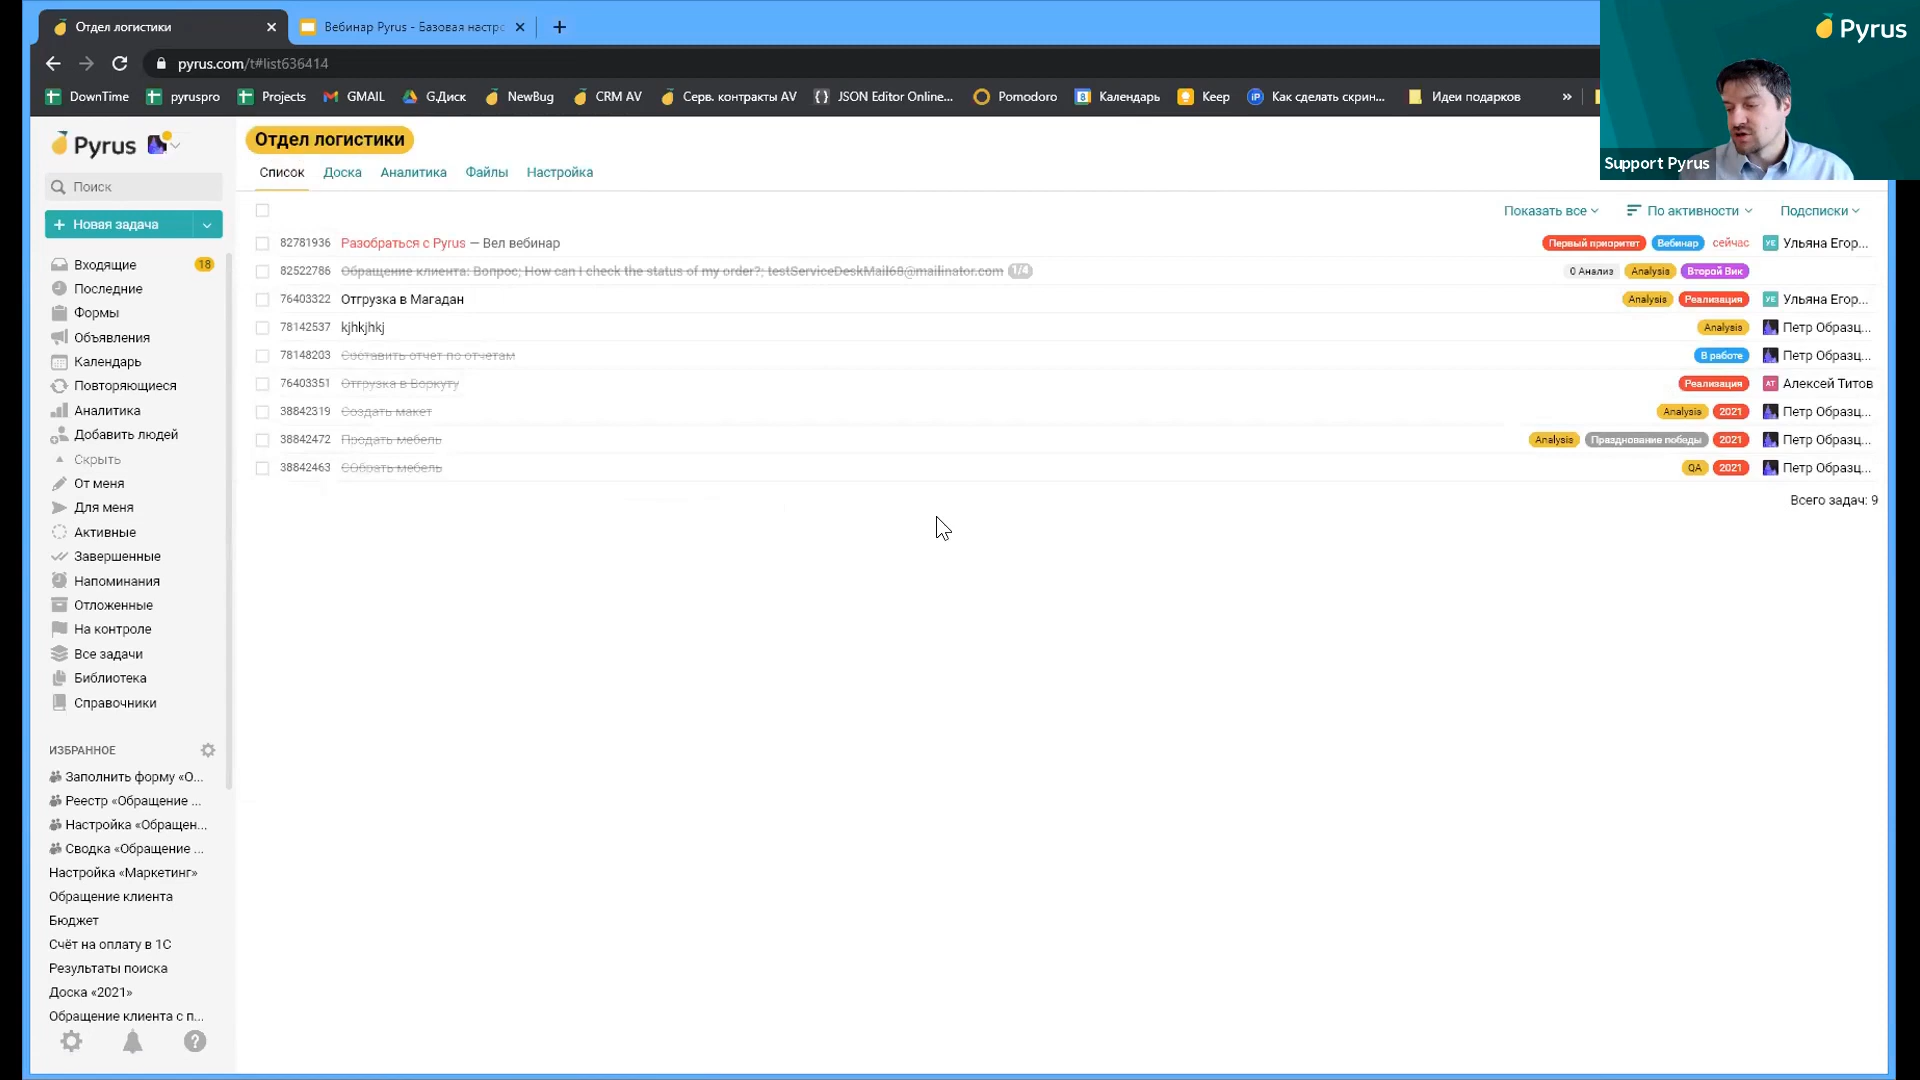 Отдел логистики
Вебинар Pyrus - Базовая настро
Pyrus
pyrus.com/t#list636414
DownTime pyruspro Projects GMAIL G.Диск NewBug CRM AV Серв. контракты AV JSON Editor Online... Pomodoro Календарь Keep Как сделать скрин... Идеи подарков »
Support Pyrus
Pyrus
Отдел логистики
Список Доска Аналитика Файлы Настройка
Поиск
Новая задача
Показать все По активности Подписки
82781936 Разобраться с Pyrus — Вел вебинар Первый приоритет Вебинар сейчас УЕ Ульяна Егор...
82522786 Обращение клиента: Вопрос; How can I check the status of my order?; testServiceDeskMail68@mailinator.com 1/4 0 Анализ Analysis Второй Вик
76403322 Отгрузка в Магадан Analysis Реализация УЕ Ульяна Егор...
78142537 kjhkjhkj Analysis Петр Образц...
78148203 Составить отчет по отчетам В работе Петр Образц...
76403351 Отгрузка в Воркуту Реализация АТ Алексей Титов
38842319 Создать макет Analysis 2021 Петр Образц...
38842472 Продать мебель Analysis Празднование победы 2021 Петр Образц...
38842463 СОбрать мебель QA 2021 Петр Образц...
Всего задач: 9
Входящие 18
Последние
Формы
Объявления
Календарь
Повторяющиеся
Аналитика
Добавить людей
Скрыть
От меня
Для меня
Активные
Завершенные
Напоминания
Отложенные
На контроле
Все задачи
Библиотека
Справочники
ИЗБРАННОЕ
Заполнить форму «О...
Реестр «Обращение ...
Настройка «Обращен...
Сводка «Обращение ...
Настройка «Маркетинг»
Обращение клиента
Бюджет
Счёт на оплату в 1С
Результаты поиска
Доска «2021»
Обращение клиента с п...